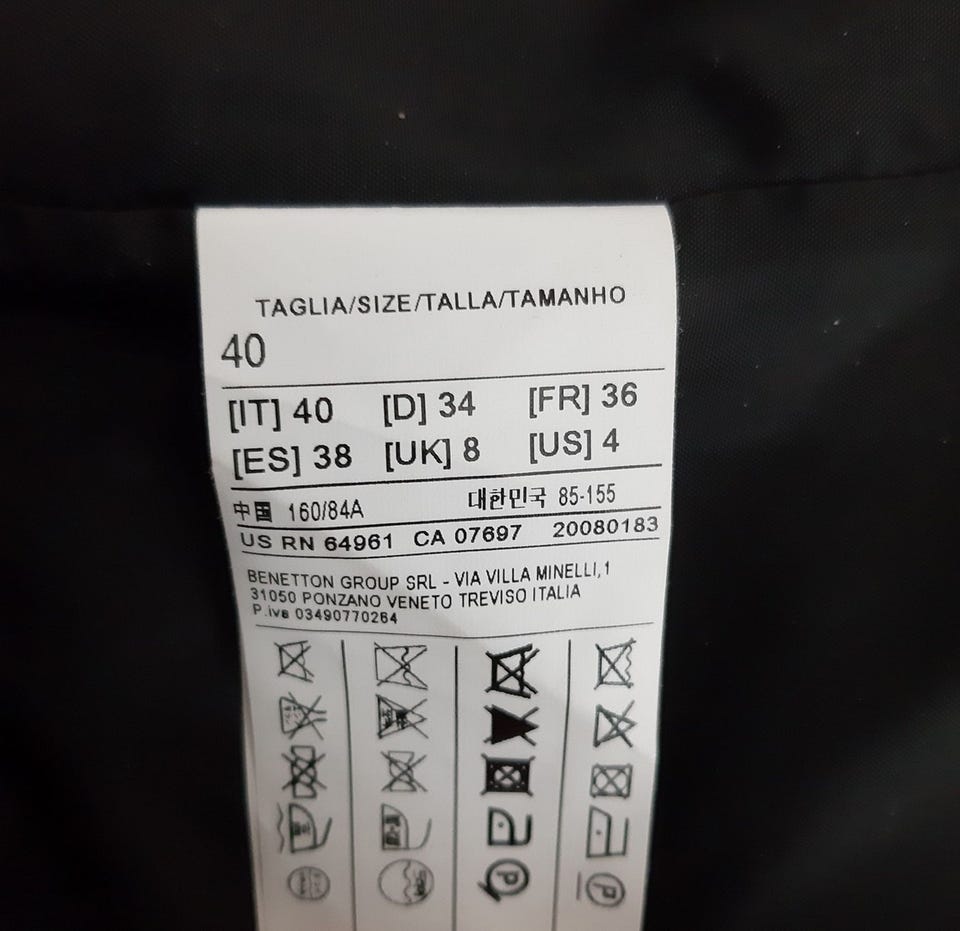 TAGLIA/SIZE/TALLA/TAMANHO
40
[IT] 40 [D] 34 [FR] 36
[ES] 38 [UK] 8 [US] 4
中国 160/84A 대한민국 85-155
US RN 64961 CA 07697 20080183
BENETTON GROUP SRL - VIA VILLA MINELLI,1
31050 PONZANO VENETO TREVISO ITALIA
P.iva 03490770264
P P